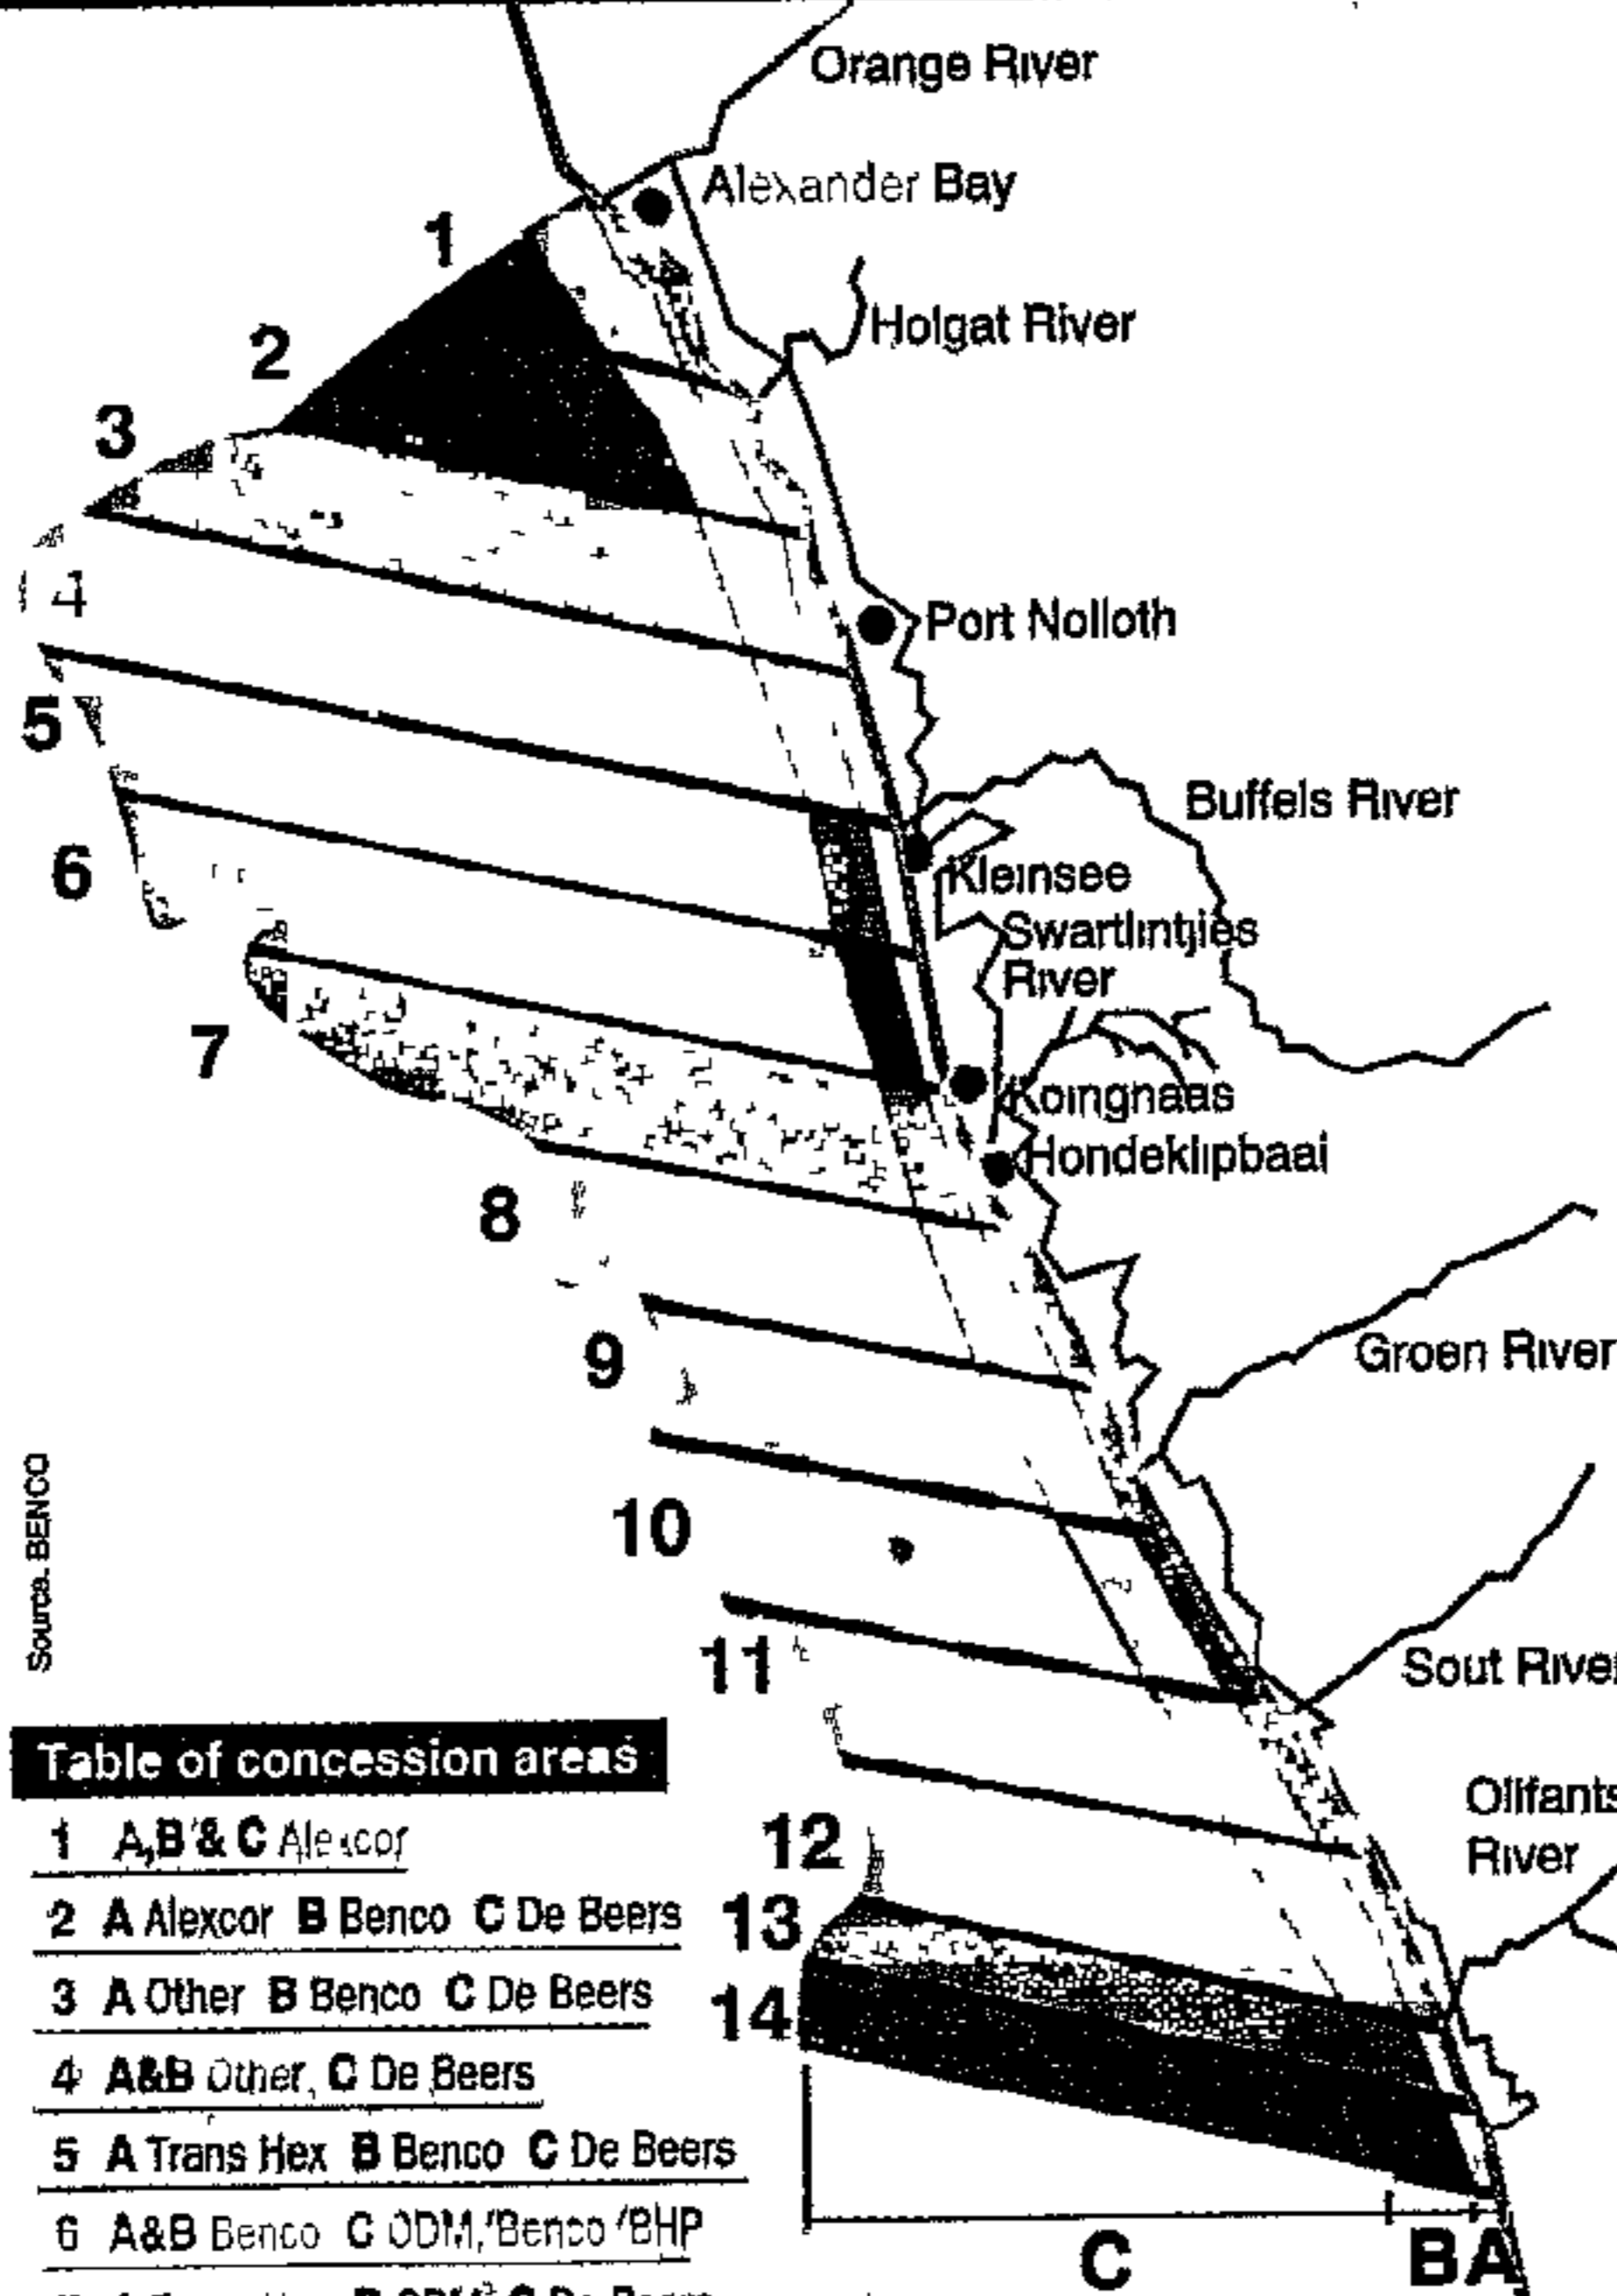 Orange River
Alexander Bay
1
Holgat River
2
3
4
Port Nolloth
5
Buffels River
6
Kleinsee
Swartlintjies
River
7
Koingnaas
Hondeklipbaai
8
Groen River
9
10
Source. BENCO
11
Sout River
Olifants
River
12
13
14
Table of concession areas
1 A,B & C Alexcor
2 A Alexcor B Benco C De Beers
3 A Other B Benco C De Beers
4 A&B Other, C De Beers
5 A Trans Hex B Benco C De Beers
6 A&B Benco C ODM/Benco/BHP
C B A